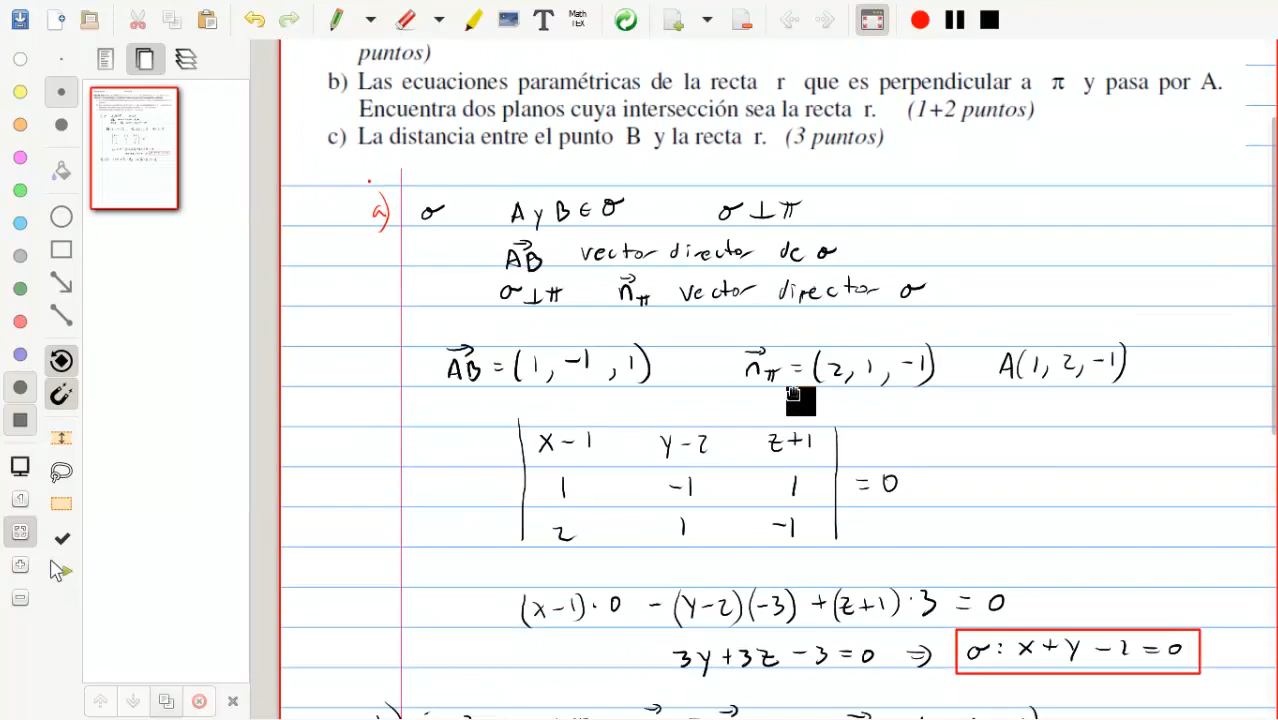 Math
TEX
puntos)
b) Las ecuaciones paramétricas de la recta r que es perpendicular a π y pasa por A.
Encuentra dos planos cuya intersección sea la recta r. (1+2 puntos)
c) La distancia entre el punto B y la recta r. (3 puntos)
a) σ A y B ∈ σ σ ⊥ π
AB vector director de σ
σ ⊥ π n⃗π vector director σ
AB = (1, -1, 1) n⃗π = (2, 1, -1) A(1, 2, -1)
x-1 y-2 z+1
1 -1 1 = 0
2 1 -1
(x-1)·0 - (y-2)(-3) + (z+1)·3 = 0
3y+3z-3=0 ⇒ σ: x+y-2=0